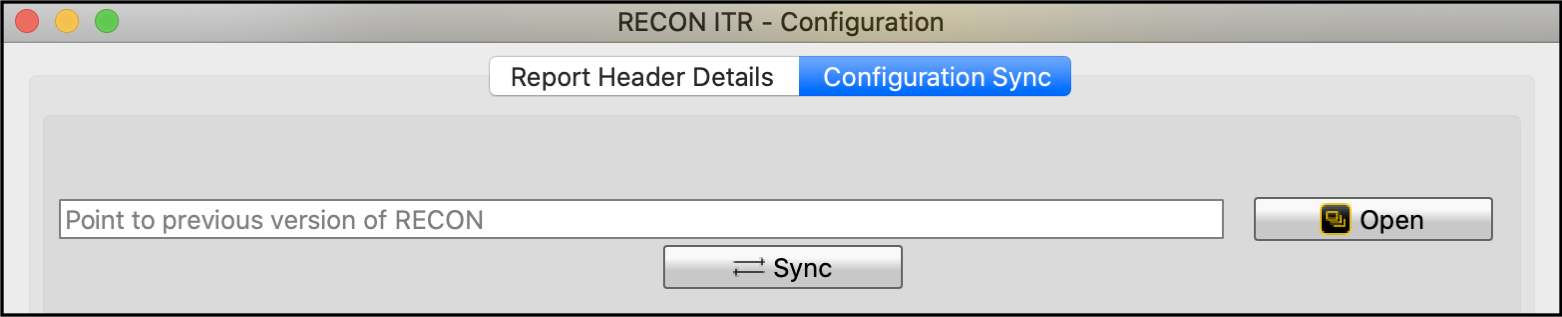 RECON ITR - Configuration
Report Header Details Configuration Sync
Point to previous version of RECON Open
Sync